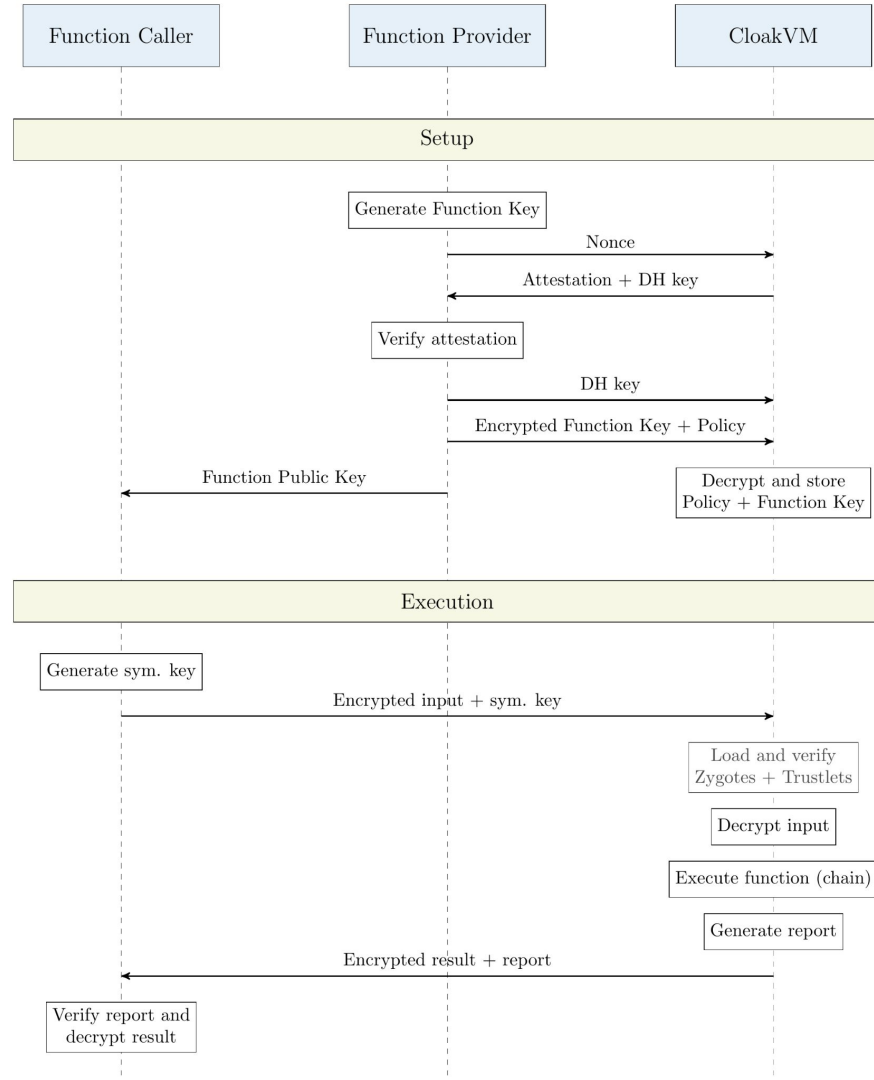 Function Caller
Function Provider
CloakVM
Setup
Generate Function Key
Nonce
Attestation + DH key
Verify attestation
DH key
Encrypted Function Key + Policy
Function Public Key
Decrypt and store
Policy + Function Key
Execution
Generate sym. key
Encrypted input + sym. key
Load and verify
Zygotes + Trustlets
Decrypt input
Execute function (chain)
Generate report
Encrypted result + report
Verify report and
decrypt result